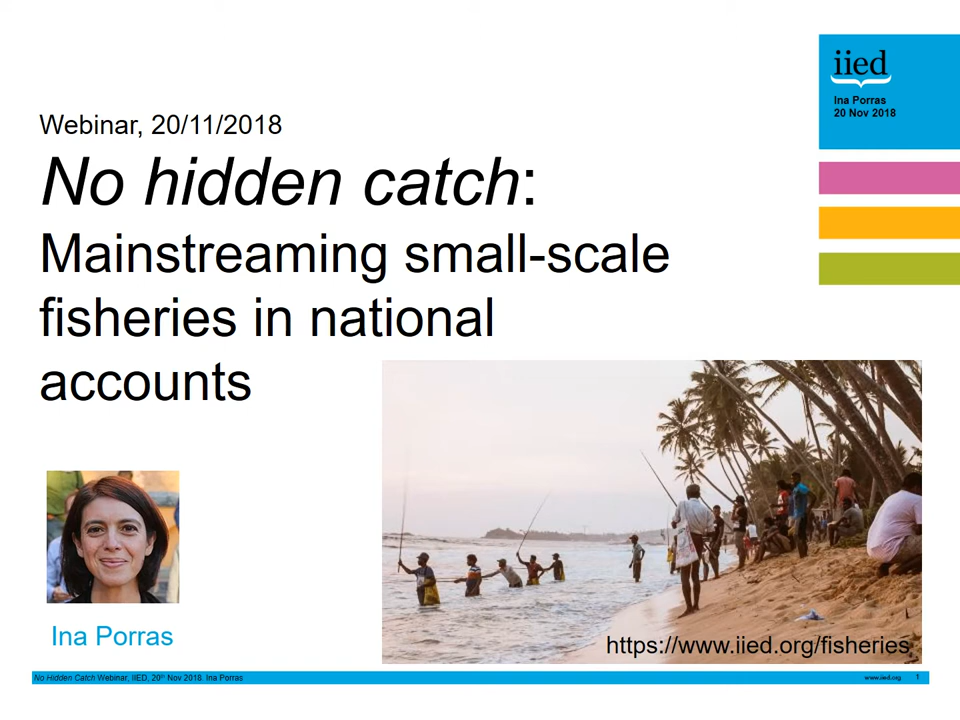 iied
Ina Porras
20 Nov 2018
Webinar, 20/11/2018
No hidden catch:
Mainstreaming small-scale
fisheries in national
accounts
Ina Porras
https://www.iied.org/fisheries
No Hidden Catch Webinar, IIED, 20th Nov 2018. Ina Porras
www.iied.org 1